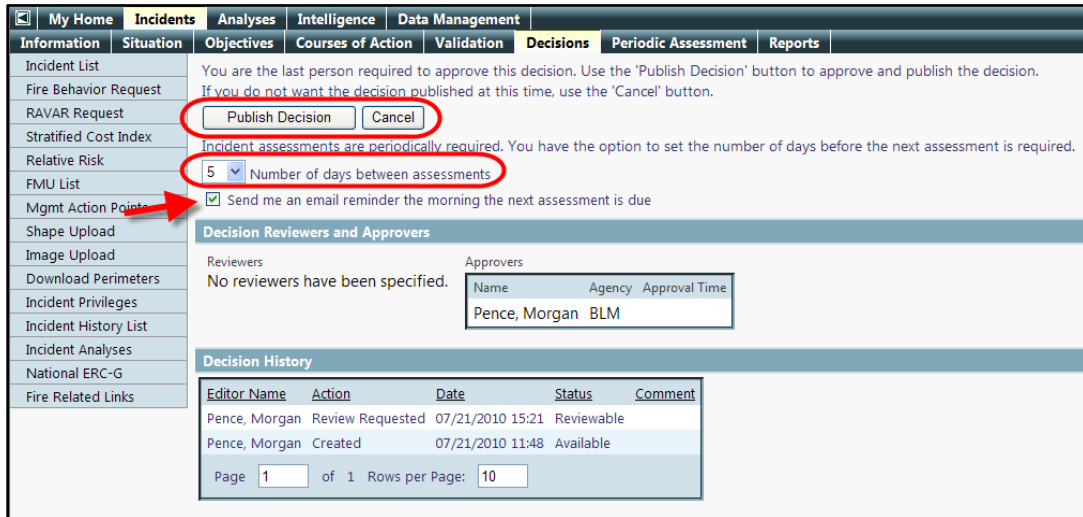 My Home Incidents Analyses Intelligence Data Management
Information Situation Objectives Courses of Action Validation Decisions Periodic Assessment Reports
Incident List
Fire Behavior Request
RAVAR Request
Stratified Cost Index
Relative Risk
FMU List
Mgmt Action Points
Shape Upload
Image Upload
Download Perimeters
Incident Privileges
Incident History List
Incident Analyses
National ERC-G
Fire Related Links
You are the last person required to approve this decision. Use the 'Publish Decision' button to approve and publish the decision.
If you do not want the decision published at this time, use the 'Cancel' button.
Publish Decision Cancel
Incident assessments are periodically required. You have the option to set the number of days before the next assessment is required.
5 Number of days between assessments
Send me an email reminder the morning the next assessment is due
Decision Reviewers and Approvers
Reviewers
No reviewers have been specified.
Approvers
Name Agency Approval Time
Pence, Morgan BLM
Decision History
Editor Name Action Date Status Comment
Pence, Morgan Review Requested 07/21/2010 15:21 Reviewable
Pence, Morgan Created 07/21/2010 11:48 Available
Page 1 of 1 Rows per Page: 10